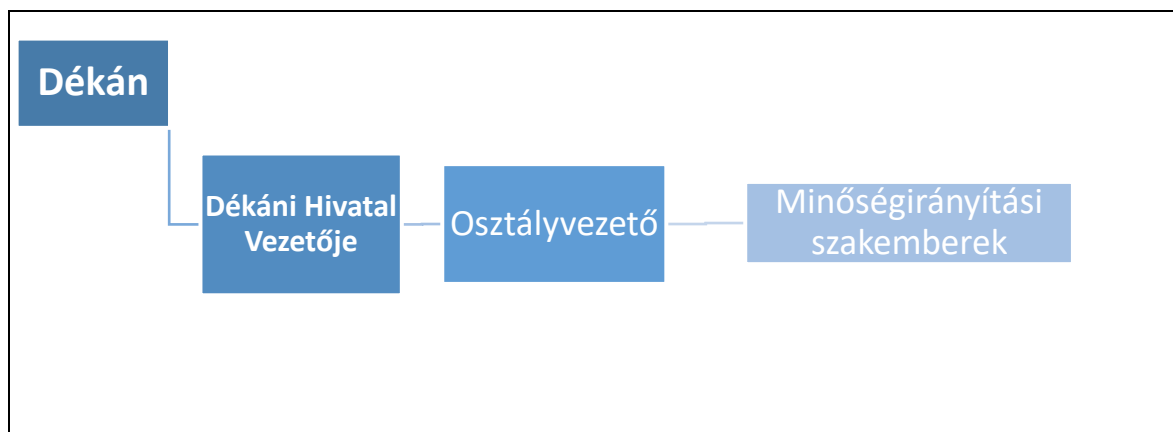 Dékán
Dékáni Hivatal
Vezetője
Osztályvezető
Minőségirányítási
szakemberek